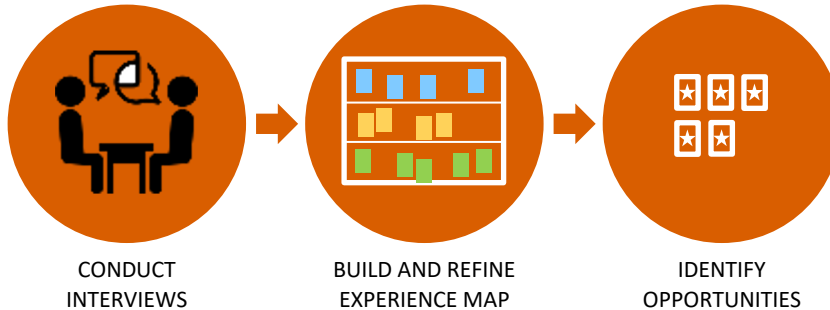 CONDUCT
INTERVIEWS
BUILD AND REFINE
EXPERIENCE MAP
IDENTIFY
OPPORTUNITIES